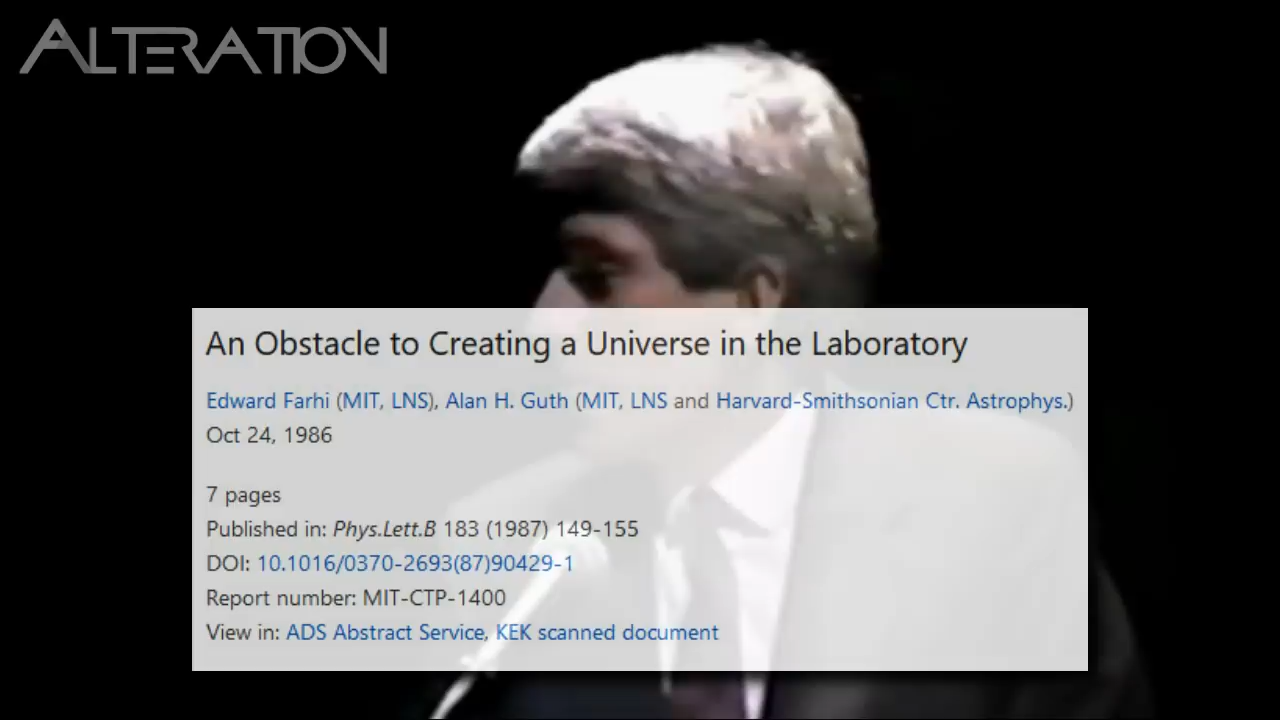 ALTERATION
An Obstacle to Creating a Universe in the Laboratory
Edward Farhi (MIT, LNS), Alan H. Guth (MIT, LNS and Harvard-Smithsonian Ctr. Astrophys.)
Oct 24, 1986
7 pages
Published in: Phys.Lett.B 183 (1987) 149-155
DOI: 10.1016/0370-2693(87)90429-1
Report number: MIT-CTP-1400
View in: ADS Abstract Service, KEK scanned document